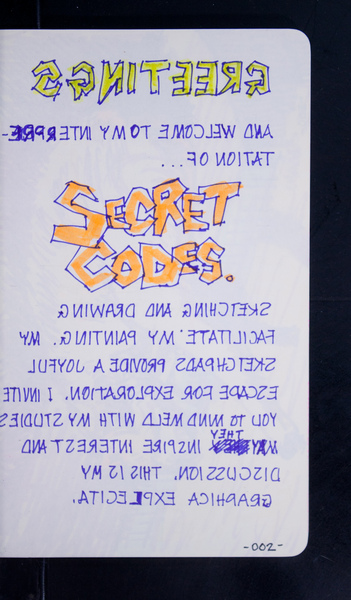 GREETINGS
AND WELCOME TO MY INTERPRE-
TATION OF...
SECRET
CODES.
SKETCHING AND DRAWING
FACILITATE MY PAINTING. MY
SKETCHPADS PROVIDE A JOYFUL
ESCAPE FOR EXPLORATION. I INVITE
YOU TO MIND MELD WITH MY STUDIES
MAY THEY INSPIRE INTEREST AND
DISCUSSION. THIS IS MY
GRAPHICA EXPLECITA.
-002-